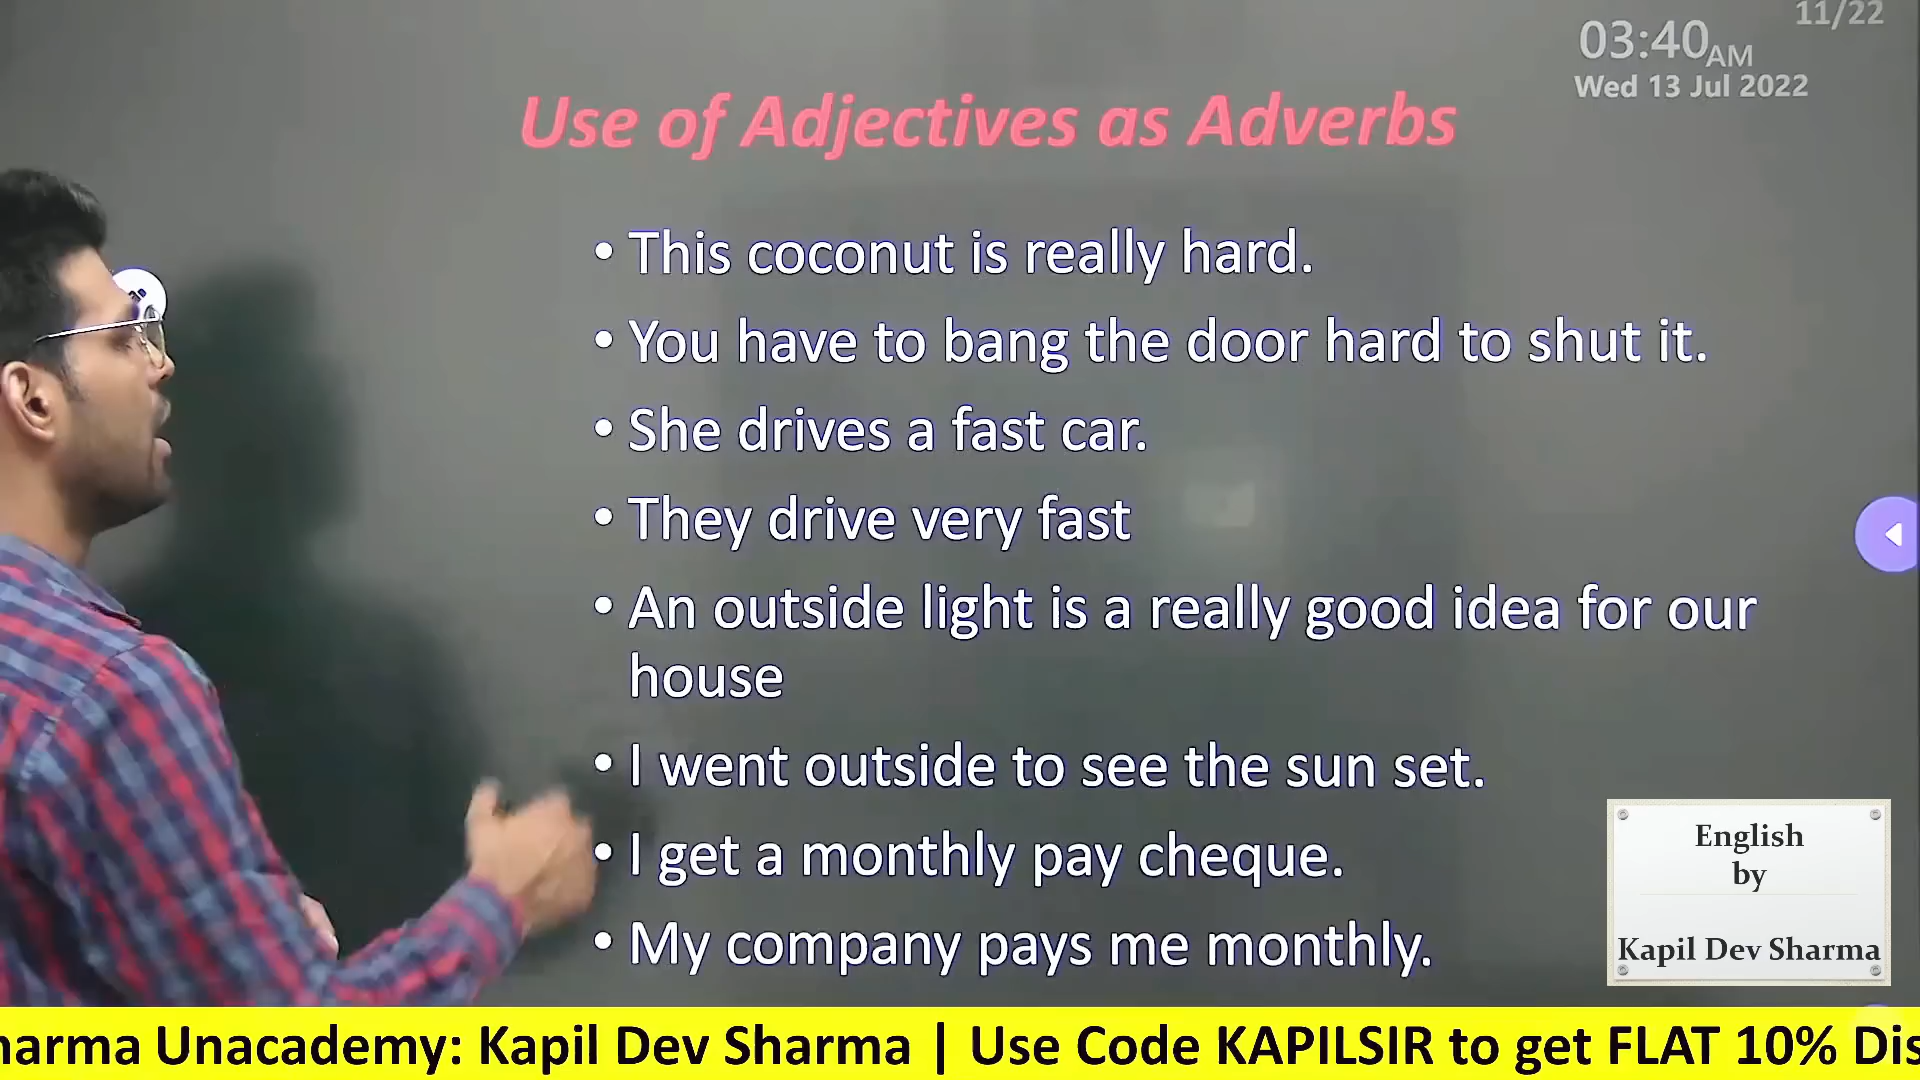 11/22
03:40 AM
Wed 13 Jul 2022
Use of Adjectives as Adverbs
• This coconut is really hard.
• You have to bang the door hard to shut it.
• She drives a fast car.
• They drive very fast
• An outside light is a really good idea for our
house
• I went outside to see the sun set.
• I get a monthly pay cheque.
• My company pays me monthly.
English
by
Kapil Dev Sharma
Unacademy: Kapil Dev Sharma | Use Code KAPILSIR to get FLAT 10%